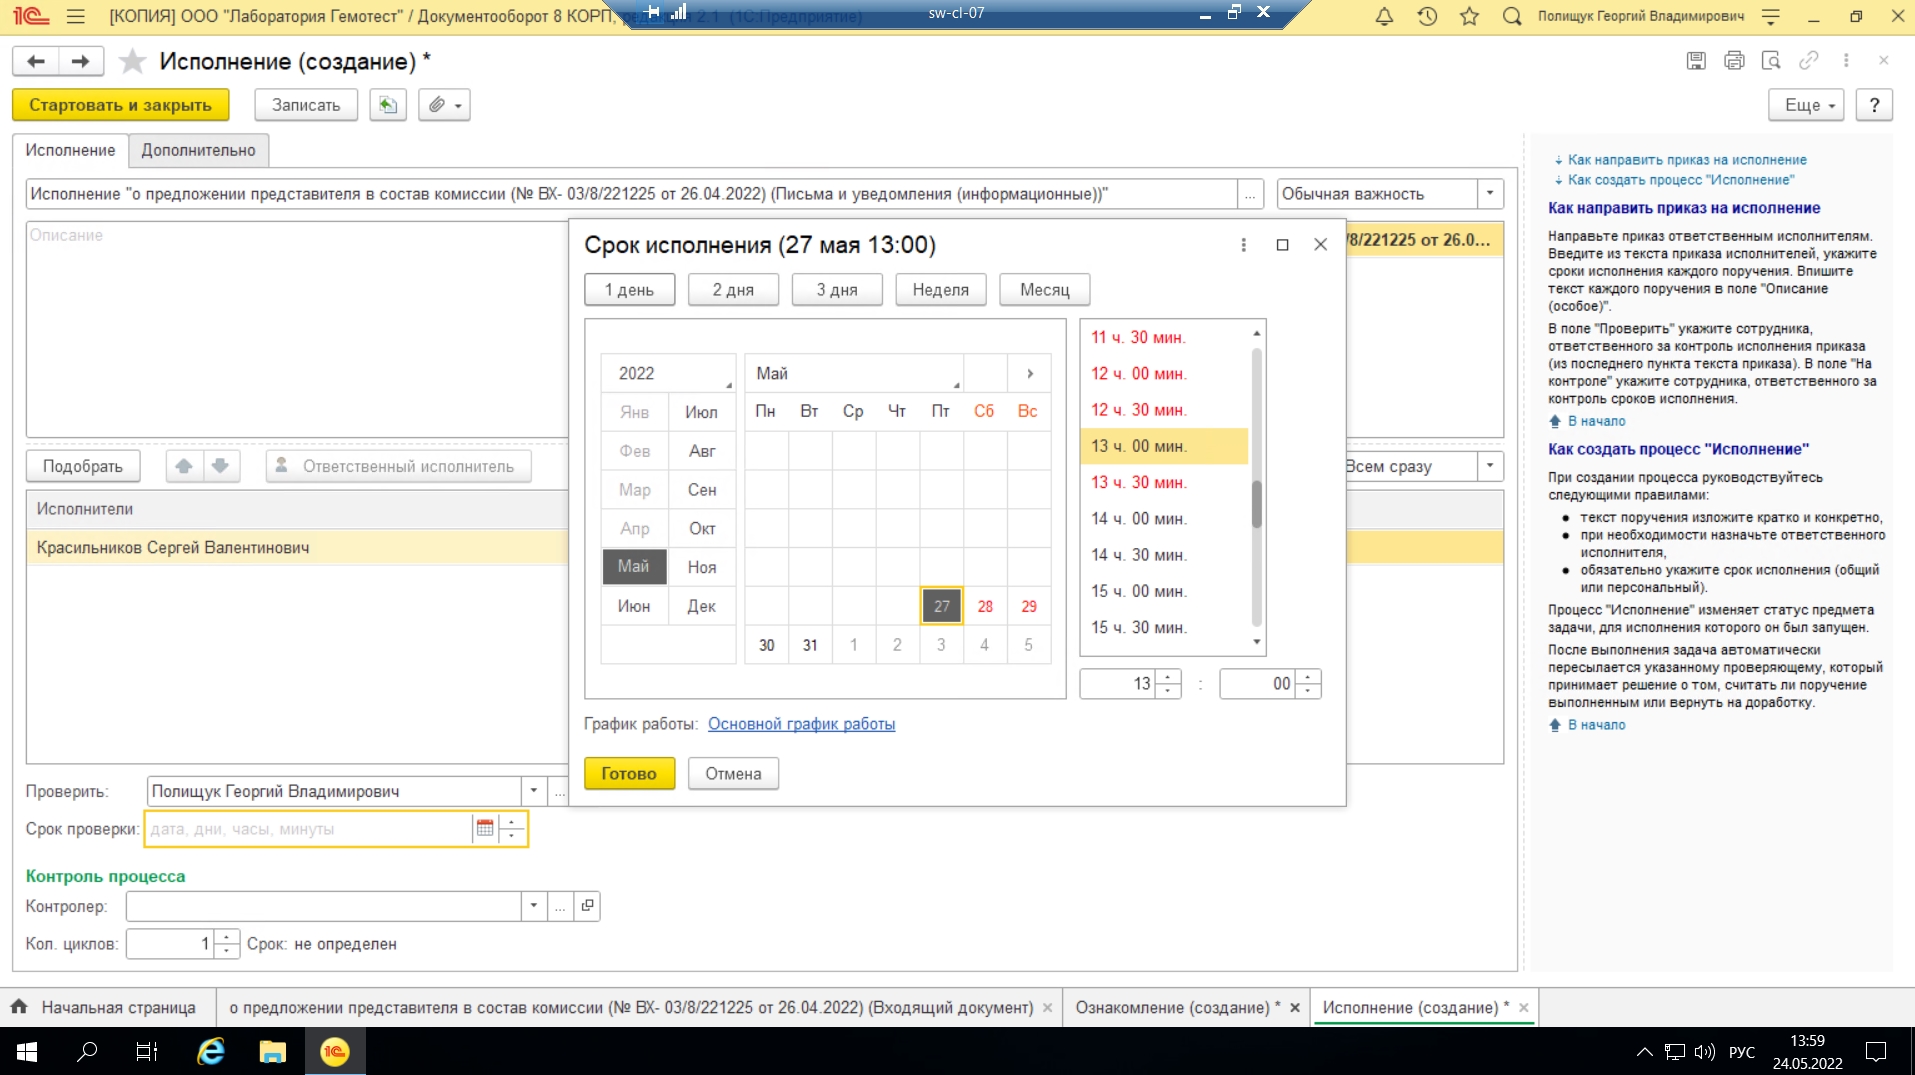 [КОПИЯ] ООО "Лаборатория Гемотест" / Документооборот 8 КОРП, редакция 2.1 (1С:Предприятие)
sw-cl-07
Полищук Георгий Владимирович
Исполнение (создание) *
Стартовать и закрыть
Записать
Еще
?
Исполнение
Дополнительно
Исполнение "о предложении представителя в состав комиссии (№ ВХ- 03/8/221225 от 26.04.2022) (Письма и уведомления (информационные))"
...
Обычная важность
Описание
/8/221225 от 26.0...
Подобрать
Ответственный исполнитель
Всем сразу
Исполнители
Красильников Сергей Валентинович
Срок исполнения (27 мая 13:00)
1 день
2 дня
3 дня
Неделя
Месяц
2022
Янв Июл
Фев Авг
Мар Сен
Апр Окт
Май Ноя
Июн Дек
Май
Пн Вт Ср Чт Пт Сб Вс
27 28 29
30 31 1 2 3 4 5
11 ч. 30 мин.
12 ч. 00 мин.
12 ч. 30 мин.
13 ч. 00 мин.
13 ч. 30 мин.
14 ч. 00 мин.
14 ч. 30 мин.
15 ч. 00 мин.
15 ч. 30 мин.
13 : 00
График работы: Основной график работы
Готово
Отмена
Проверить:
Полищук Георгий Владимирович
...
Срок проверки:
дата, дни, часы, минуты
Контроль процесса
Контролер:
...
Кол. циклов:
1
Срок: не определен
Как направить приказ на исполнение
Как создать процесс "Исполнение"
Как направить приказ на исполнение
Направьте приказ ответственным исполнителям.
Введите из текста приказа исполнителей, укажите
сроки исполнения каждого поручения. Впишите
текст каждого поручения в поле "Описание
(особое)".
В поле "Проверить" укажите сотрудника,
ответственного за контроль исполнения приказа
(из последнего пункта текста приказа). В поле "На
контроле" укажите сотрудника, ответственного за
контроль сроков исполнения.
В начало
Как создать процесс "Исполнение"
При создании процесса руководствуйтесь
следующими правилами:
● текст поручения изложите кратко и конкретно,
● при необходимости назначьте ответственного
исполнителя,
● обязательно укажите срок исполнения (общий
или персональный).
Процесс "Исполнение" изменяет статус предмета
задачи, для исполнения которого он был запущен.
После выполнения задача автоматически
пересылается указанному проверяющему, который
принимает решение о том, считать ли поручение
выполненным или вернуть на доработку.
В начало
Начальная страница
о предложении представителя в состав комиссии (№ ВХ- 03/8/221225 от 26.04.2022) (Входящий документ)
Ознакомление (создание) *
Исполнение (создание) *
РУС
13:59
24.05.2022